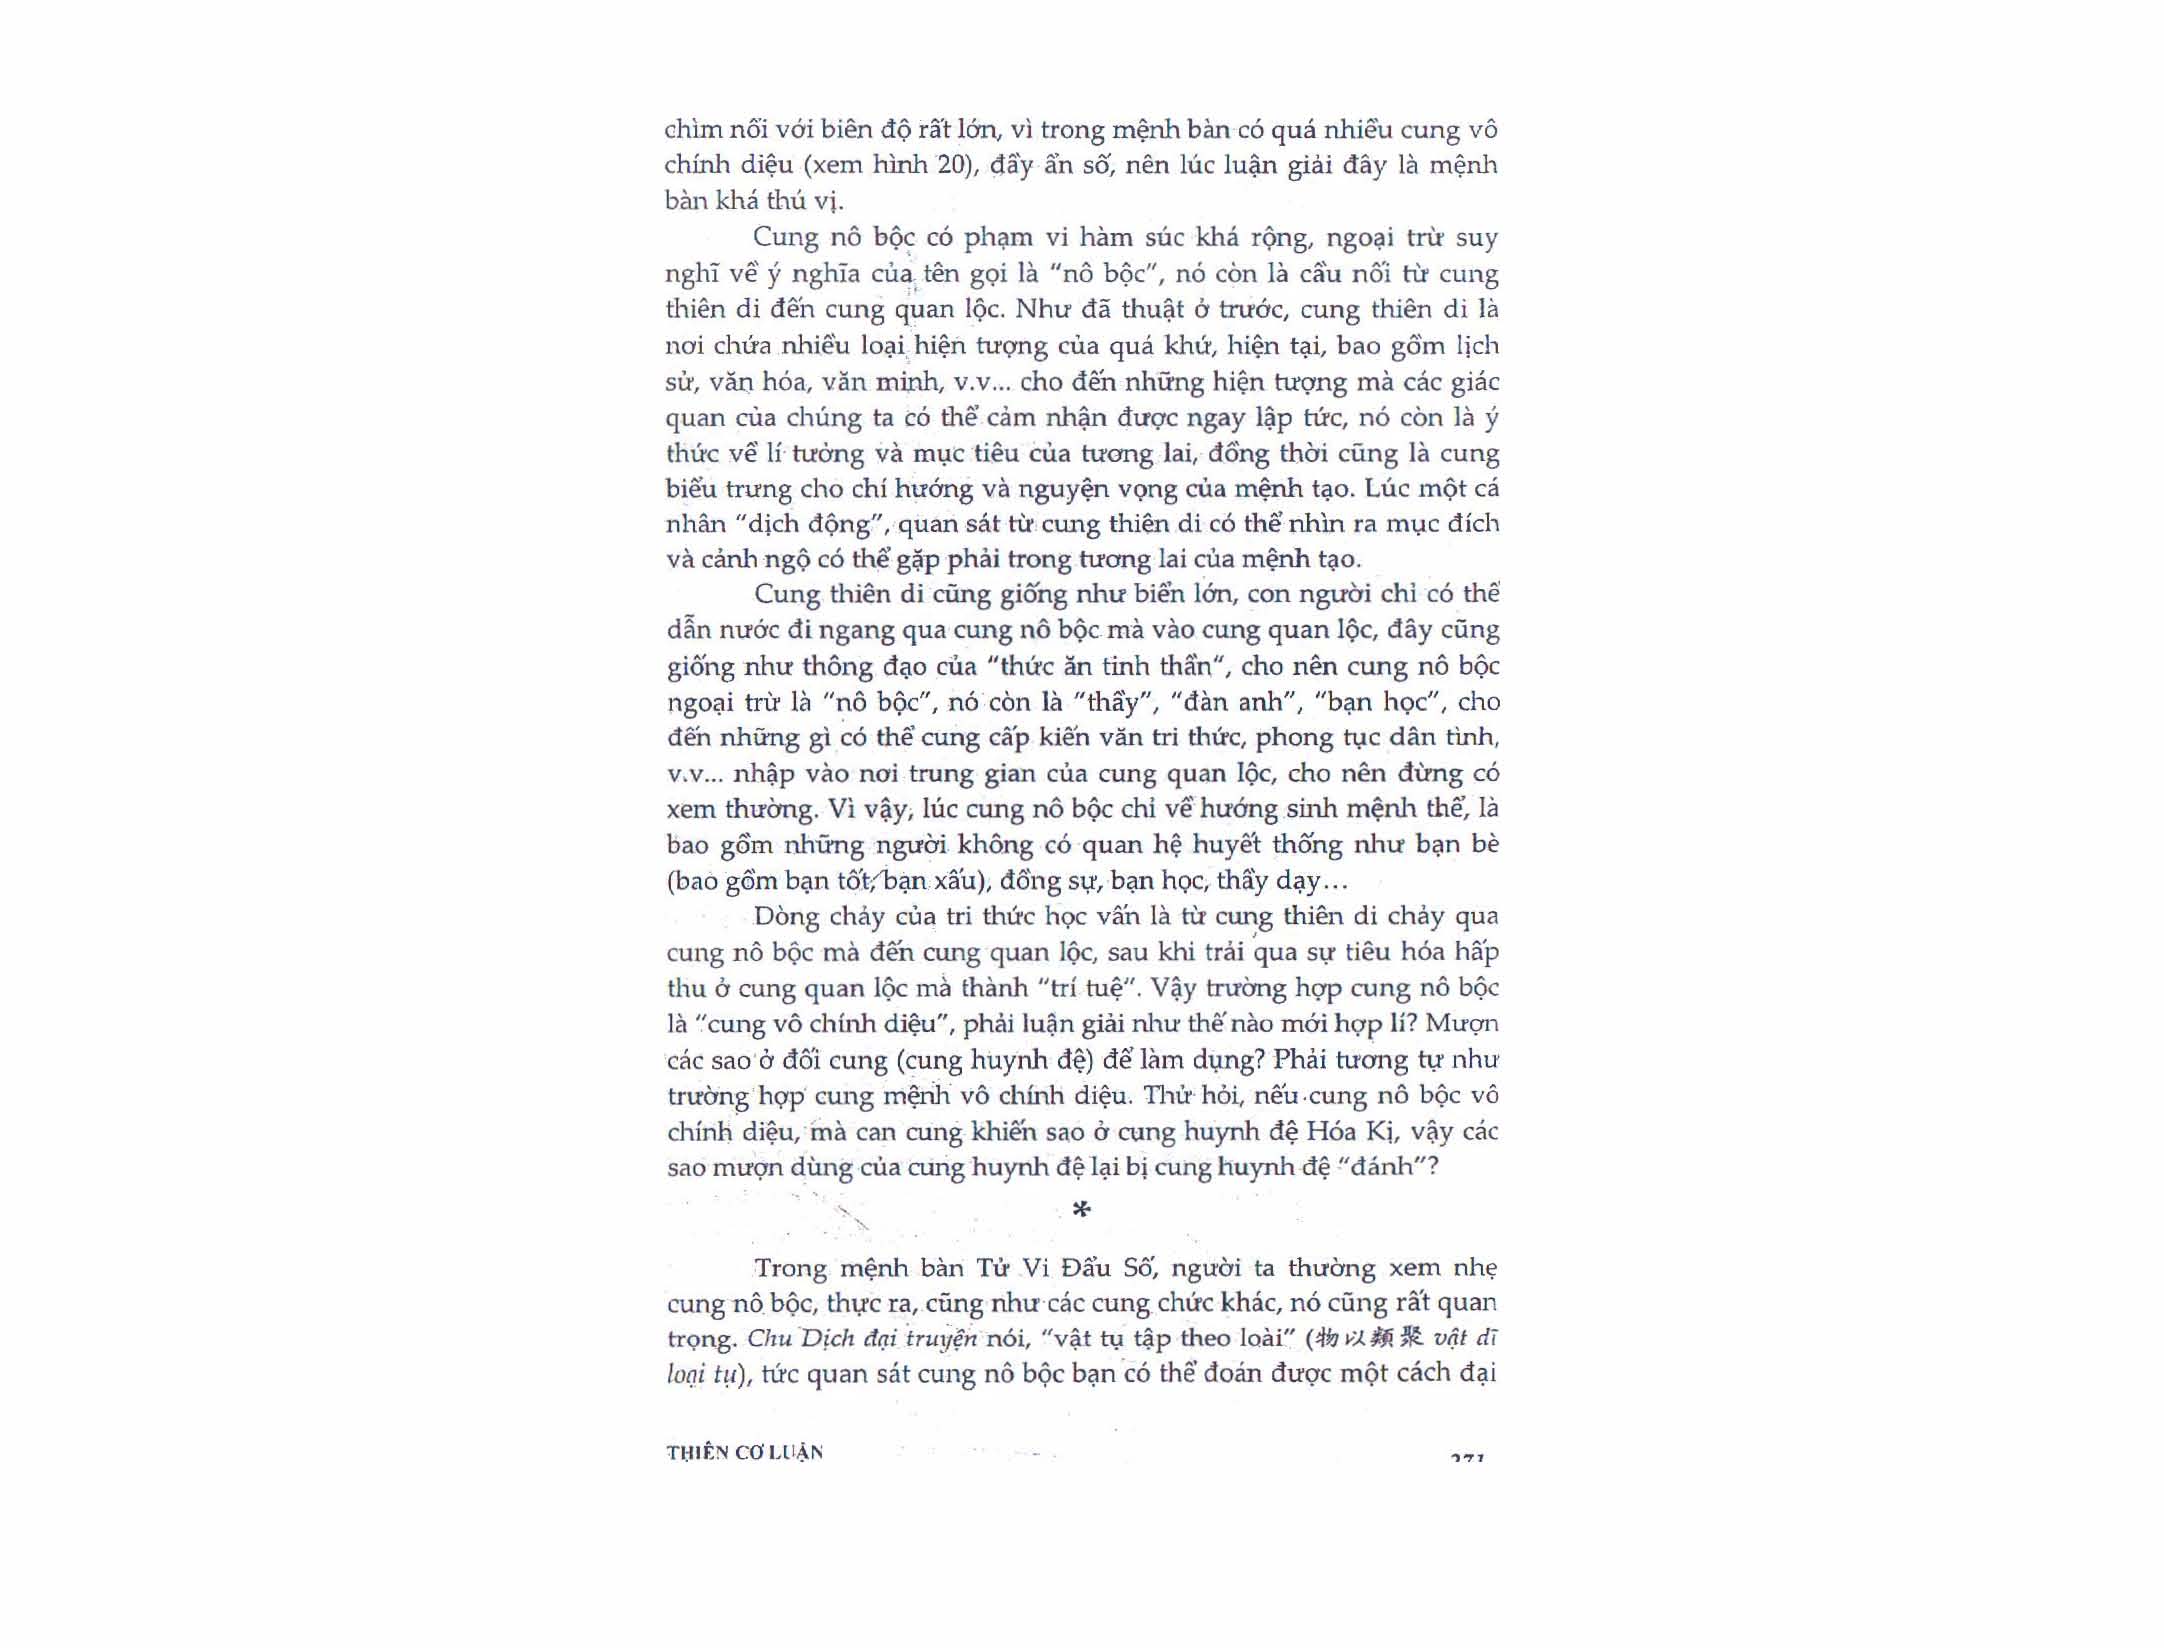 chìm nổi với biên độ rất lớn, vì trong mệnh bàn có quá nhiều cung vô
chính diệu (xem hình 20), đầy ẩn số, nên lúc luận giải đây là mệnh
bàn khá thú vị.
Cung nô bộc có phạm vi hàm súc khá rộng, ngoại trừ suy
nghĩ về ý nghĩa của tên gọi là "nô bộc", nó còn là cầu nối từ cung
thiên di đến cung quan lộc. Như đã thuật ở trước, cung thiên di là
nơi chứa nhiều loại hiện tượng của quá khứ, hiện tại, bao gồm lịch
sử, văn hóa, văn minh, v.v... cho đến những hiện tượng mà các giác
quan của chúng ta có thể cảm nhận được ngay lập tức, nó còn là ý
thức về lí tưởng và mục tiêu của tương lai, đồng thời cũng là cung
biểu trưng cho chí hướng và nguyện vọng của mệnh tạo. Lúc một cá
nhân "dịch động", quan sát từ cung thiên di có thể nhìn ra mục đích
và cảnh ngộ có thể gặp phải trong tương lai của mệnh tạo.
Cung thiên di cũng giống như biển lớn, con người chỉ có thể
dẫn nước đi ngang qua cung nô bộc mà vào cung quan lộc, đây cũng
giống như thông đạo của "thức ăn tinh thần", cho nên cung nô bộc
ngoại trừ là "nô bộc", nó còn là "thầy", "đàn anh", "bạn học", cho
đến những gì có thể cung cấp kiến văn tri thức, phong tục dân tình,
v.v... nhập vào nơi trung gian của cung quan lộc, cho nên đừng có
xem thường. Vì vậy, lúc cung nô bộc chỉ về hướng sinh mệnh thể, là
bao gồm những người không có quan hệ huyết thống như bạn bè
(bao gồm bạn tốt, bạn xấu), đồng sự, bạn học, thầy dạy...
Dòng chảy của tri thức học vấn là từ cung thiên di chảy qua
cung nô bộc mà đến cung quan lộc, sau khi trải qua sự tiêu hóa hấp
thu ở cung quan lộc mà thành "trí tuệ". Vậy trường hợp cung nô bộc
là "cung vô chính diệu", phải luận giải như thế nào mới hợp lí? Mượn
các sao ở đối cung (cung huynh đệ) để làm dụng? Phải tương tự như
trường hợp cung mệnh vô chính diệu. Thử hỏi, nếu cung nô bộc vô
chính diệu, mà can cung khiến sao ở cung huynh đệ Hóa Kị, vậy các
sao mượn dùng của cung huynh đệ lại bị cung huynh đệ "đánh"?
*
Trong mệnh bàn Tử Vi Đẩu Số, người ta thường xem nhẹ
cung nô bộc, thực ra, cũng như các cung chức khác, nó cũng rất quan
trọng. Chu Dịch đại truyện nói, "vật tụ tập theo loài" (物以類聚 vật dĩ
loại tụ), tức quan sát cung nô bộc bạn có thể đoán được một cách đại
THIÊN CƠ LUẬN